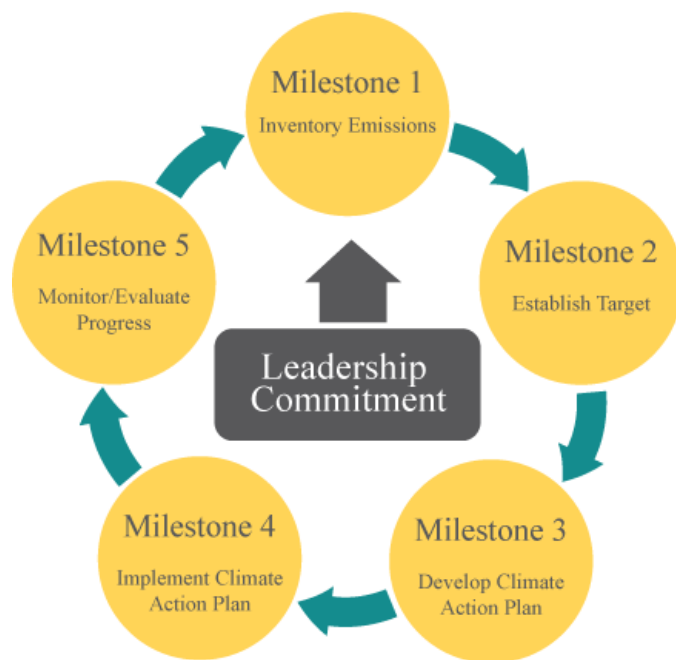 Milestone 1
Inventory Emissions
Milestone 2
Establish Target
Milestone 3
Develop Climate
Action Plan
Milestone 4
Implement Climate
Action Plan
Milestone 5
Monitor/Evaluate
Progress
Leadership
Commitment